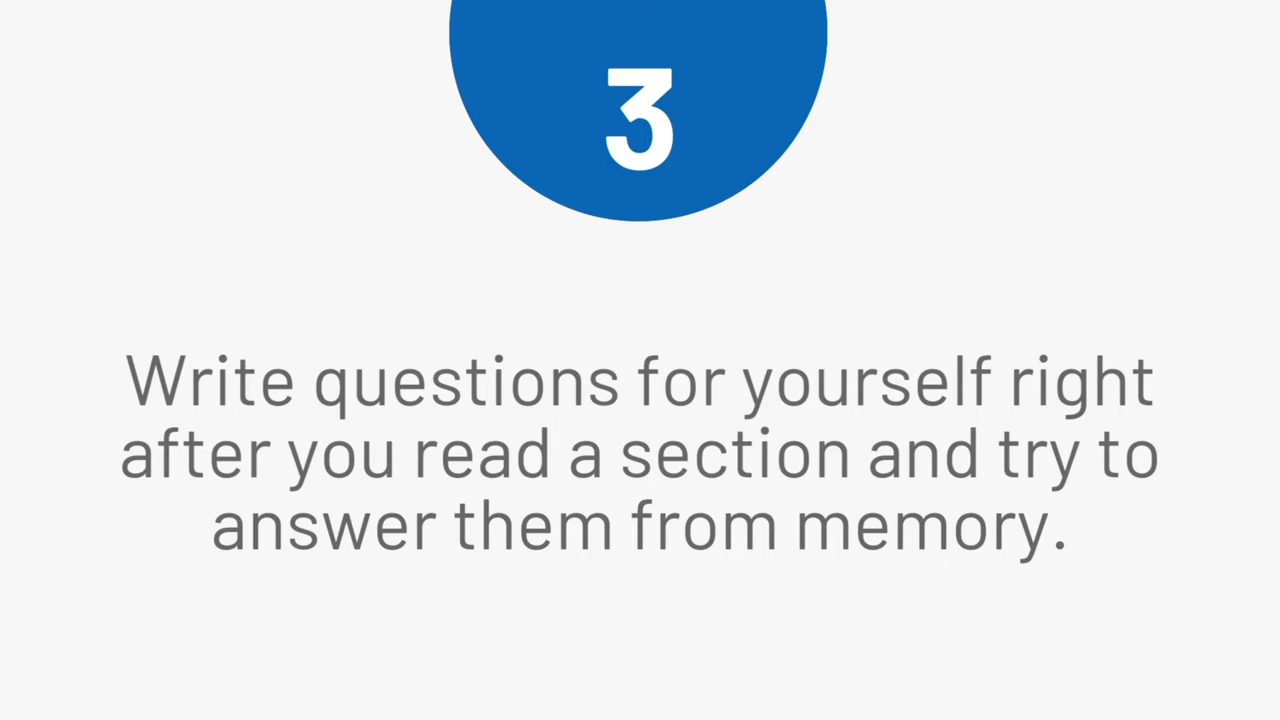 3
Write questions for yourself right
after you read a section and try to
answer them from memory.